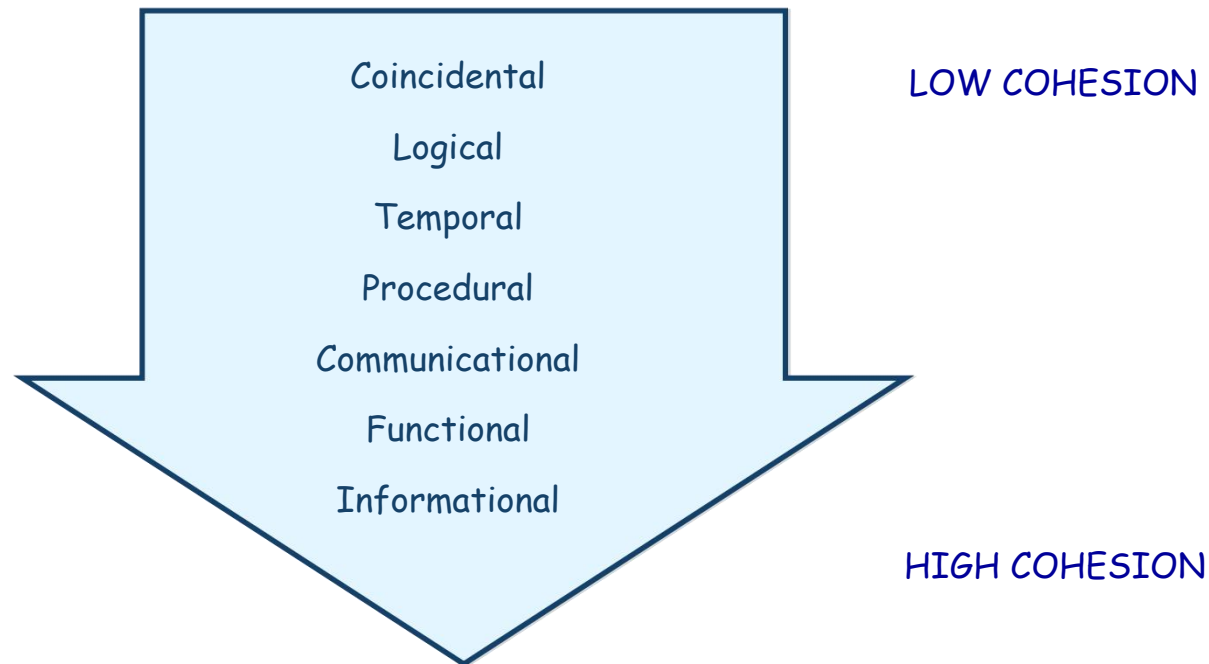 Coincidental
LOW COHESION
Logical
Temporal
Procedural
Communicational
Functional
Informational
HIGH COHESION